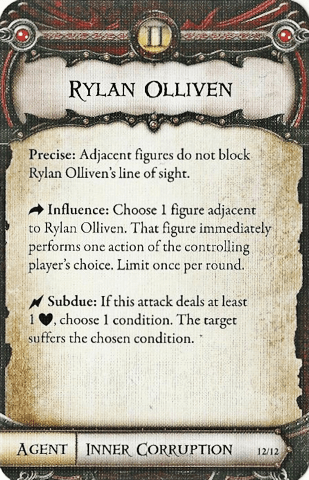 II
RYLAN OLLIVEN
Precise: Adjacent figures do not block
Rylan Olliven's line of sight.
Influence: Choose 1 figure adjacent
to Rylan Olliven. That figure immediately
performs one action of the controlling
player's choice. Limit once per round.
Subdue: If this attack deals at least
1 ♥, choose 1 condition. The target
suffers the chosen condition.
AGENT INNER CORRUPTION 12/12